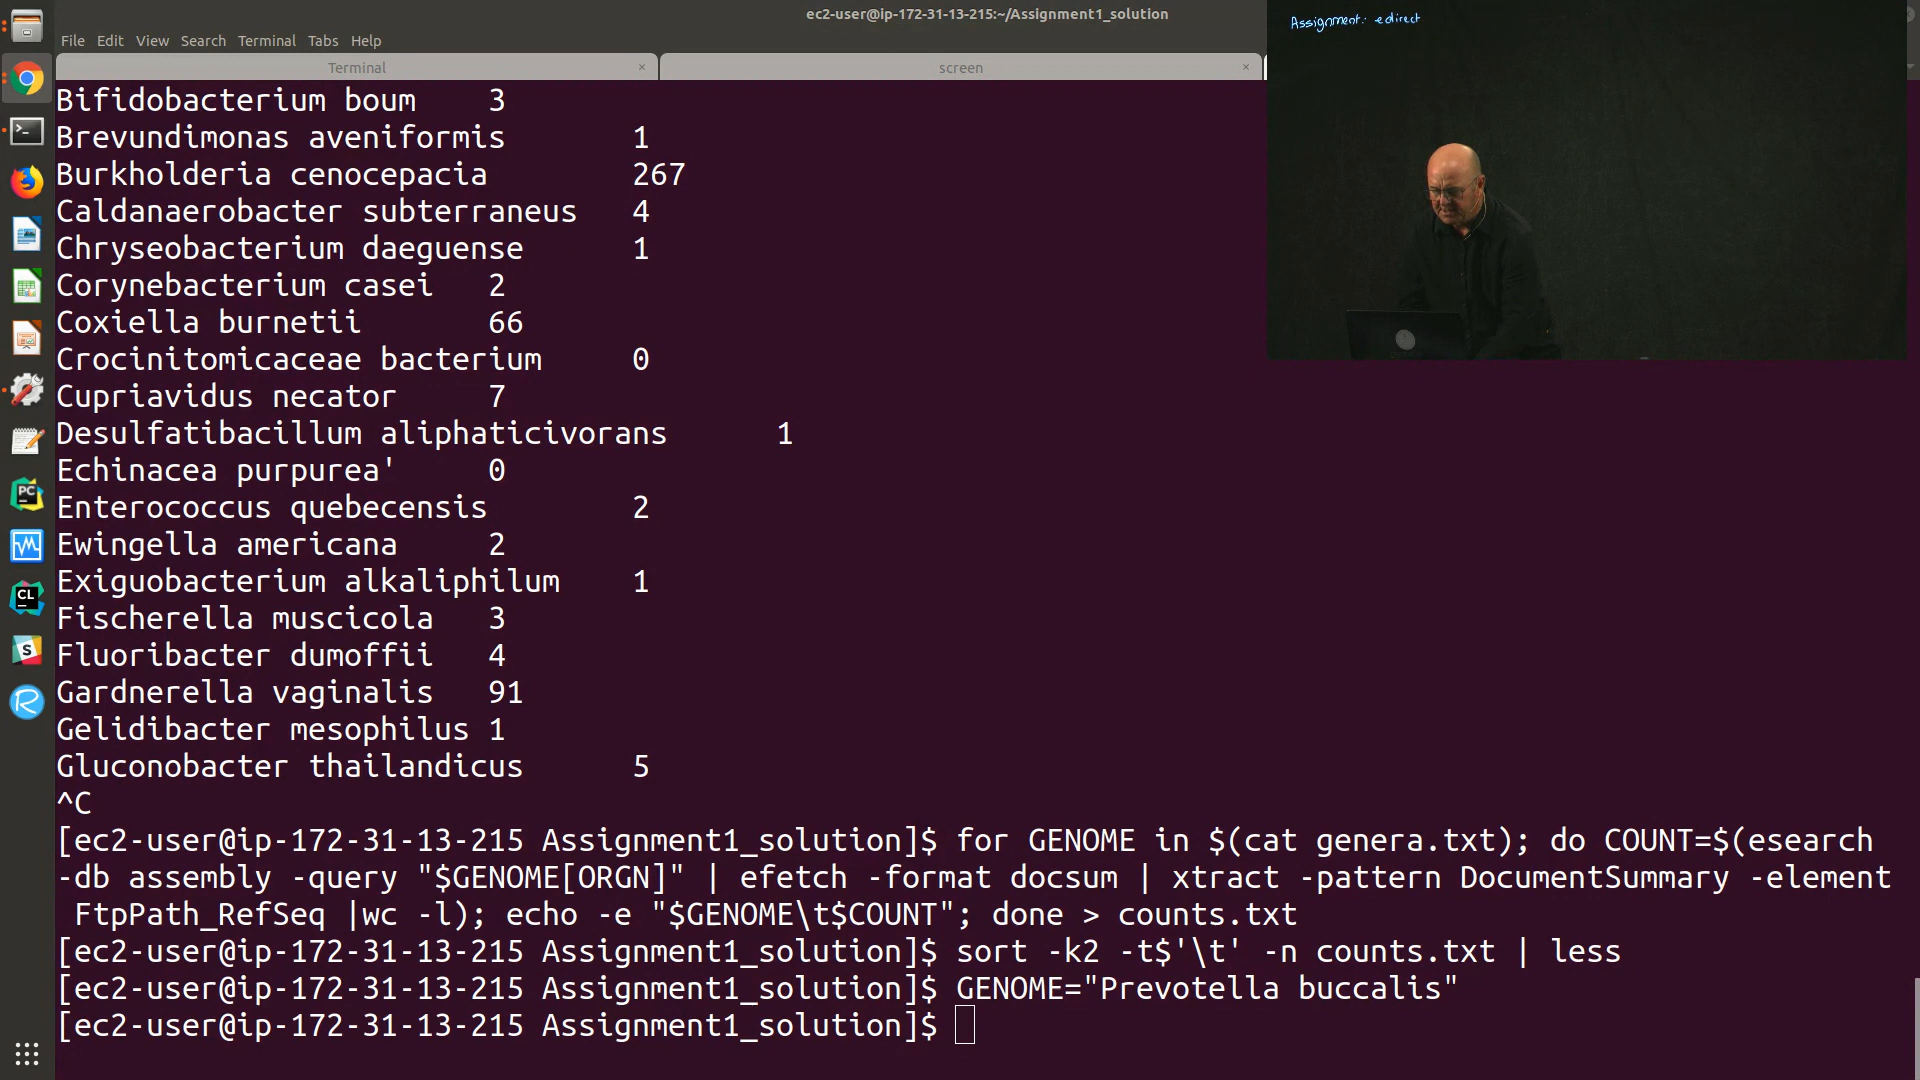 ec2-user@ip-172-31-13-215:~/Assignment1_solution
File Edit View Search Terminal Tabs Help
Terminal × screen ×
Assignment: edirect
Bifidobacterium boum 3
Brevundimonas aveniformis 1
Burkholderia cenocepacia 267
Caldanaerobacter subterraneus 4
Chryseobacterium daeguense 1
Corynebacterium casei 2
Coxiella burnetii 66
Crocinitomicaceae bacterium 0
Cupriavidus necator 7
Desulfatibacillum aliphaticivorans 1
Echinacea purpurea' 0
Enterococcus quebecensis 2
Ewingella americana 2
Exiguobacterium alkaliphilum 1
Fischerella muscicola 3
Fluoribacter dumoffii 4
Gardnerella vaginalis 91
Gelidibacter mesophilus 1
Gluconobacter thailandicus 5
^C
[ec2-user@ip-172-31-13-215 Assignment1_solution]$ for GENOME in $(cat genera.txt); do COUNT=$(esearch
-db assembly -query "$GENOME[ORGN]" | efetch -format docsum | xtract -pattern DocumentSummary -element
FtpPath_RefSeq |wc -l); echo -e "$GENOME\t$COUNT"; done > counts.txt
[ec2-user@ip-172-31-13-215 Assignment1_solution]$ sort -k2 -t$'\t' -n counts.txt | less
[ec2-user@ip-172-31-13-215 Assignment1_solution]$ GENOME="Prevotella buccalis"
[ec2-user@ip-172-31-13-215 Assignment1_solution]$
PC
CL
S
R